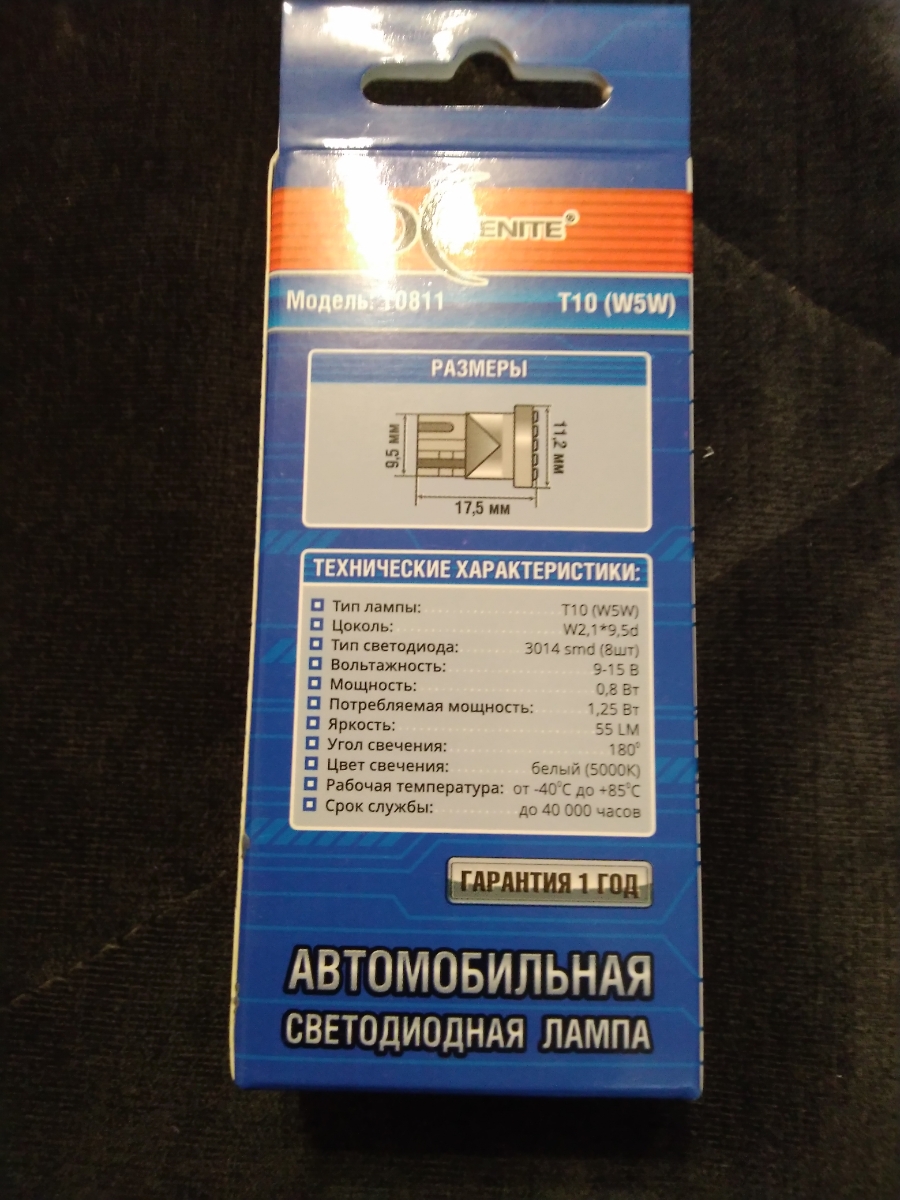 ENITE®
Модель: 0811 T10 (W5W)
РАЗМЕРЫ
9,5 мм
11,2 мм
17,5 мм
ТЕХНИЧЕСКИЕ ХАРАКТЕРИСТИКИ:
Тип лампы: T10 (W5W)
Цоколь: W2,1*9,5d
Тип светодиода: 3014 smd (8шт)
Вольтажность: 9-15 В
Мощность: 0,8 Вт
Потребляемая мощность: 1,25 Вт
Яркость: 55 LM
Угол свечения: 180°
Цвет свечения: белый (5000К)
Рабочая температура: от -40°С до +85°С
Срок службы: до 40 000 часов
ГАРАНТИЯ 1 ГОД
АВТОМОБИЛЬНАЯ
СВЕТОДИОДНАЯ ЛАМПА